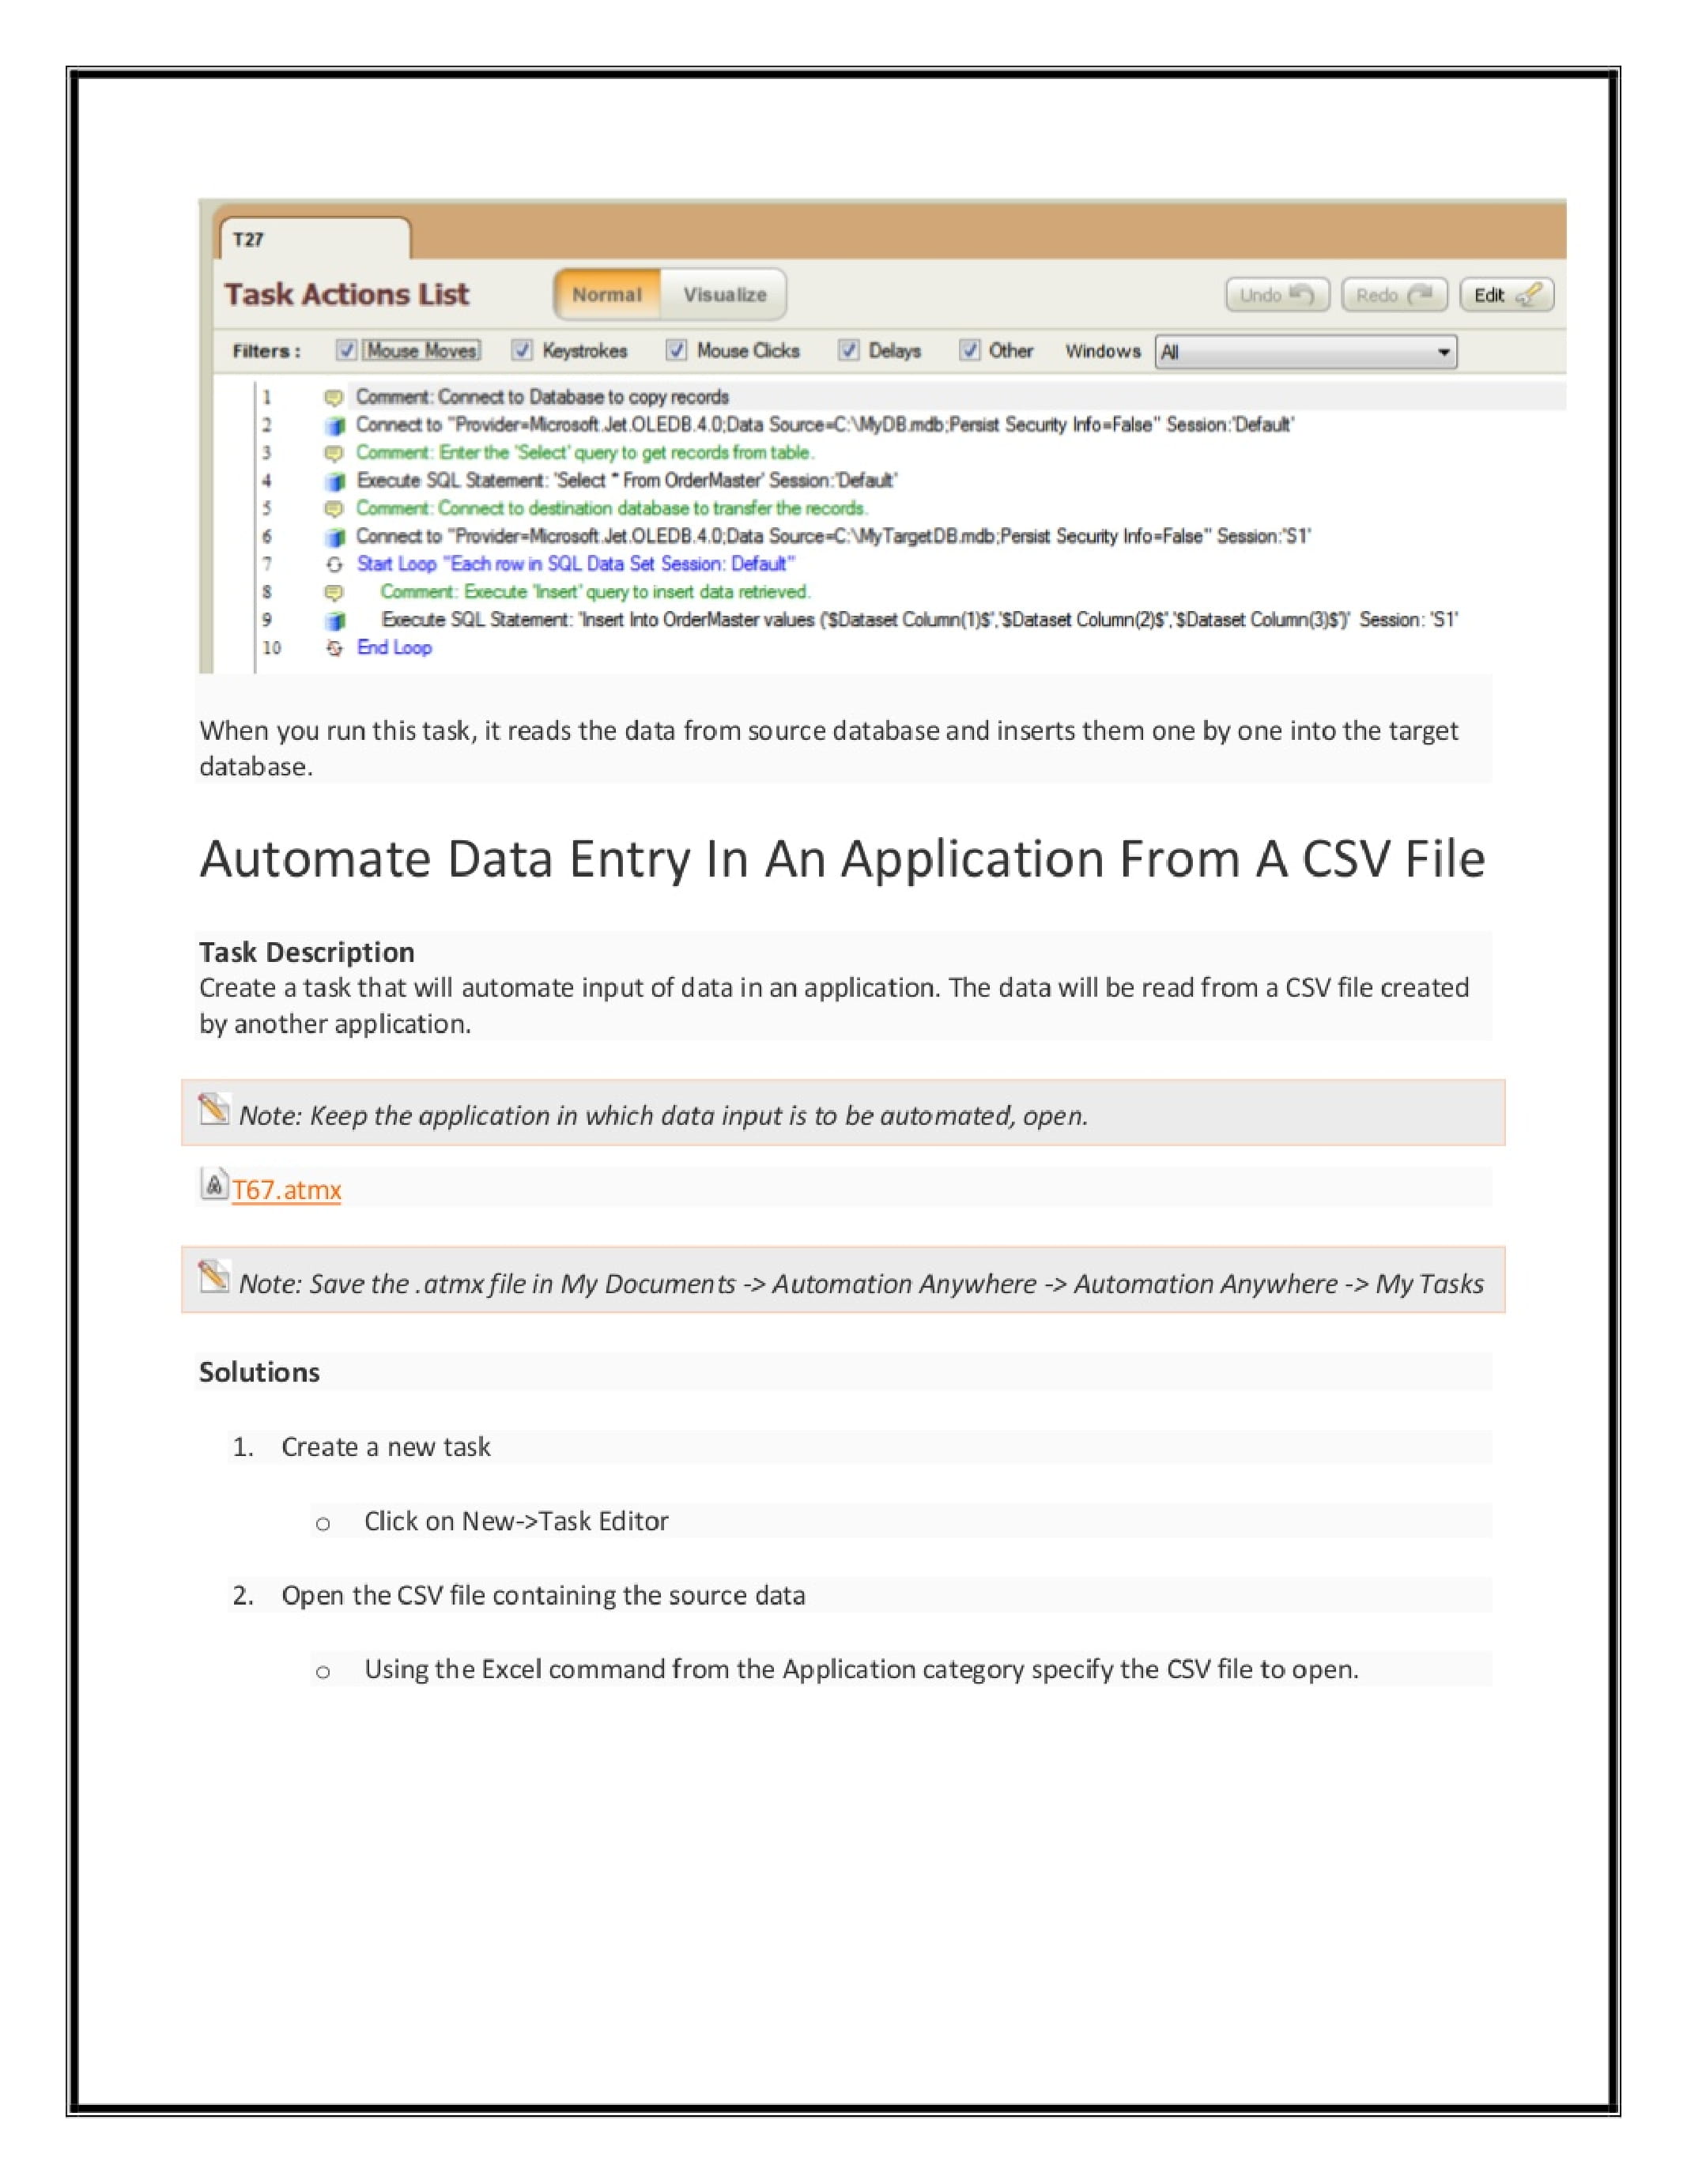 T27
Task Actions List Normal Visualize Undo Redo Edit
Filters : Mouse Moves Keystrokes Mouse Clicks Delays Other Windows All
1 Comment: Connect to Database to copy records
2 Connect to "Provider=Microsoft.Jet.OLEDB.4.0;Data Source=C:\MyDB.mdb;Persist Security Info=False" Session:'Default'
3 Comment: Enter the 'Select' query to get records from table.
4 Execute SQL Statement: 'Select * From OrderMaster' Session:'Default'
5 Comment: Connect to destination database to transfer the records.
6 Connect to "Provider=Microsoft.Jet.OLEDB.4.0;Data Source=C:\MyTargetDB.mdb;Persist Security Info=False" Session:'S1'
7 Start Loop "Each row in SQL Data Set Session: Default"
8 Comment: Execute 'Insert' query to insert data retrieved.
9 Execute SQL Statement: 'Insert Into OrderMaster values ('$Dataset Column(1)$','$Dataset Column(2)$','$Dataset Column(3)$')' Session: 'S1'
10 End Loop
When you run this task, it reads the data from source database and inserts them one by one into the target
database.
Automate Data Entry In An Application From A CSV File
Task Description
Create a task that will automate input of data in an application. The data will be read from a CSV file created
by another application.
Note: Keep the application in which data input is to be automated, open.
T67.atmx
Note: Save the .atmx file in My Documents -> Automation Anywhere -> Automation Anywhere -> My Tasks
Solutions
1. Create a new task
o Click on New->Task Editor
2. Open the CSV file containing the source data
o Using the Excel command from the Application category specify the CSV file to open.